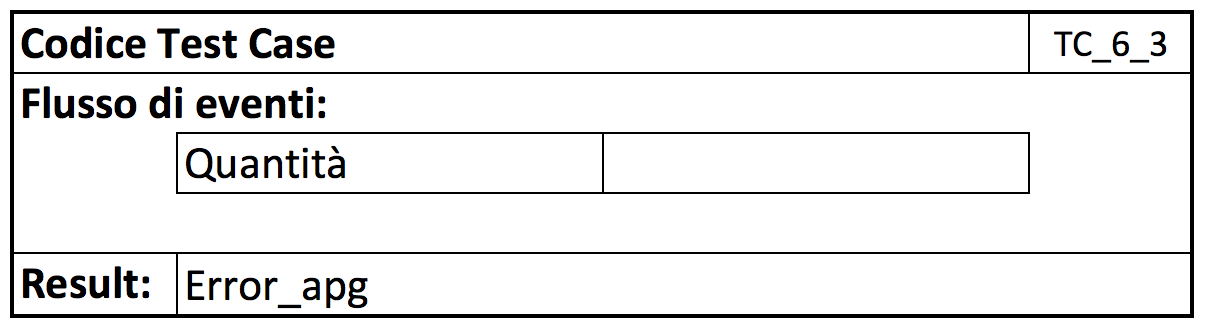 Codice Test Case TC_6_3
Flusso di eventi:
Quantità
Result: Error_apg